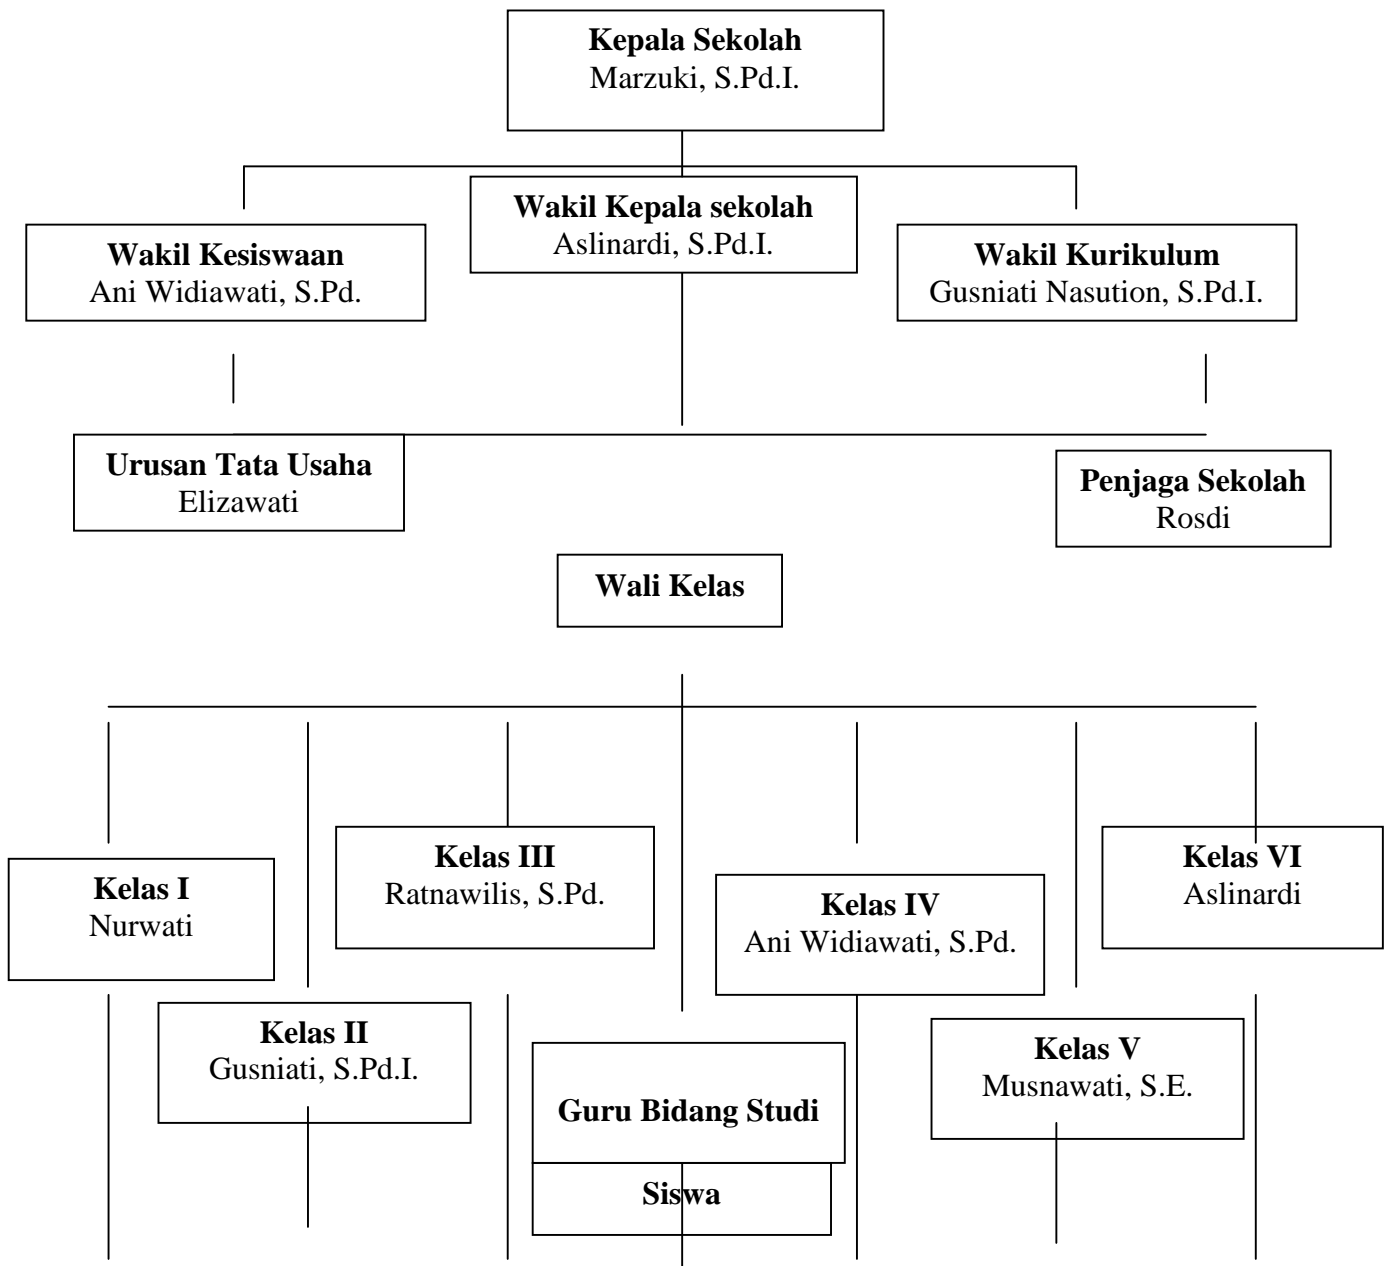 Kepala Sekolah
Marzuki, S.Pd.I.
Wakil Kepala sekolah
Aslinardi, S.Pd.I.
Wakil Kesiswaan
Ani Widiawati, S.Pd.
Wakil Kurikulum
Gusniati Nasution, S.Pd.I.
Urusan Tata Usaha
Elizawati
Penjaga Sekolah
Rosdi
Wali Kelas
Kelas I
Nurwati
Kelas II
Gusniati, S.Pd.I.
Kelas III
Ratnawilis, S.Pd.
Kelas IV
Ani Widiawati, S.Pd.
Kelas V
Musnawati, S.E.
Kelas VI
Aslinardi
Guru Bidang Studi
Siswa